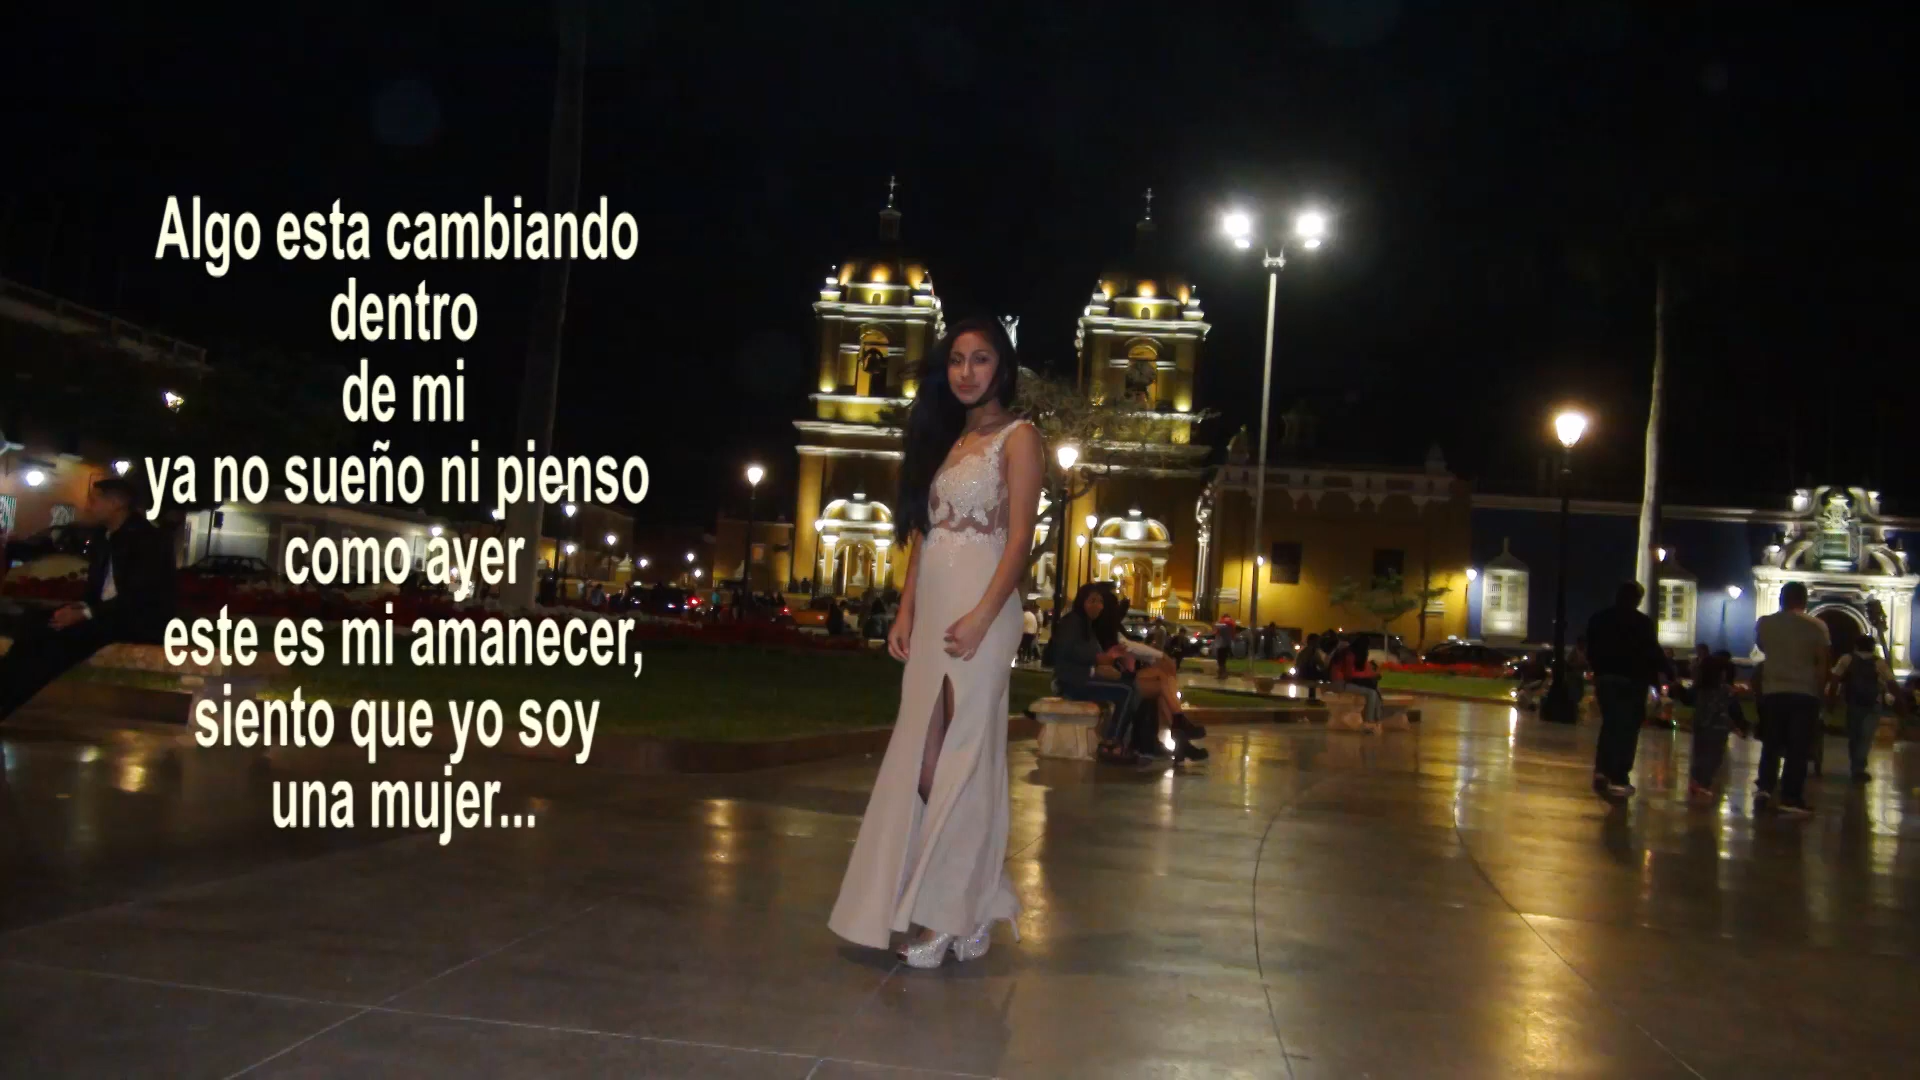 Algo esta cambiando
dentro
de mi
ya no sueño ni pienso
como ayer
este es mi amanecer,
siento que yo soy
una mujer...